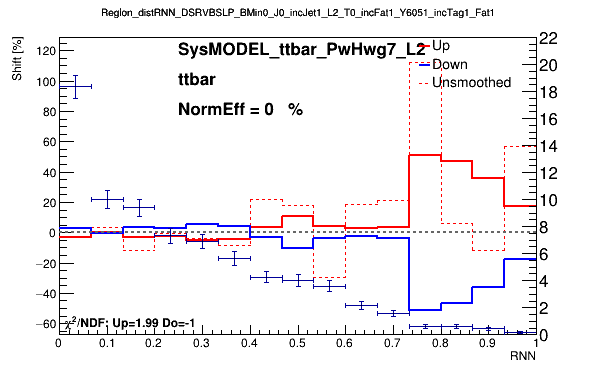 Region_distRNN_DSRVBSLP_BMin0_J0_incJet1_L2_T0_incFat1_Y6051_incTag1_Fat1
Shift [%]
SysMODEL_ttbar_PwHwg7_L2
ttbar
NormEff = 0 %
Up
Down
Unsmoothed
120
100
80
60
40
20
0
−20
−40
−60
22
20
18
16
14
12
10
8
6
4
2
0
χ²/NDF: Up=1.99 Do=-1
0 0.1 0.2 0.3 0.4 0.5 0.6 0.7 0.8 0.9 1
RNN